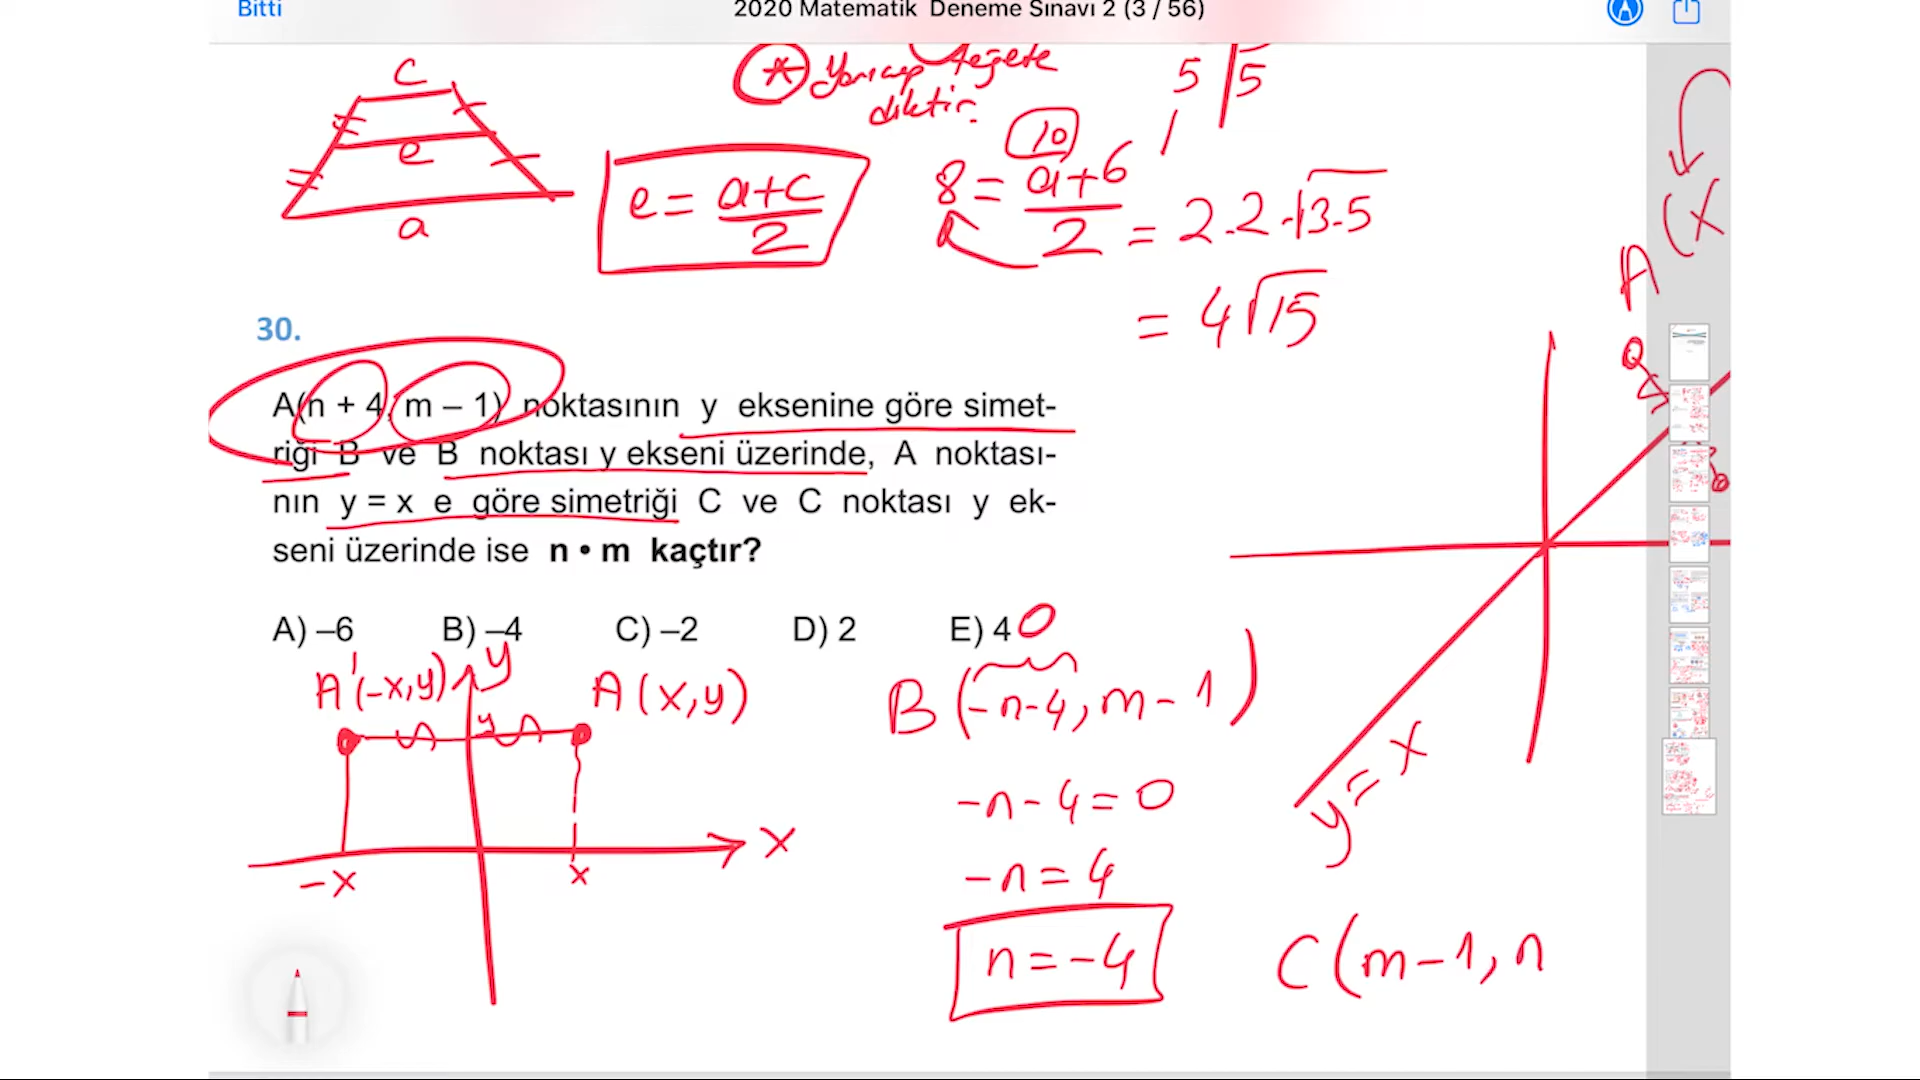 Bitti
2020 Matematik Deneme Sınavı 2 (3 / 56)
c
e
a
Yarıçap teğete
diktir.
5 5
1
e = a+c / 2
10
8 = a+6 / 2
= 2.2.√3.5
= 4√15
(x
A
30.
A(n + 4, m – 1) noktasının y eksenine göre simet-
riği B ve B noktası y ekseni üzerinde, A noktası-
nın y = x e göre simetriği C ve C noktası y ek-
seni üzerinde ise n • m kaçtır?
A) –6 B) –4 C) –2 D) 2 E) 4
0
A'(-x,y) y A(x,y)
y
-x x x
B(-n-4, m-1)
-n-4=0
-n=4
n=-4
y=x
C(m-1, n